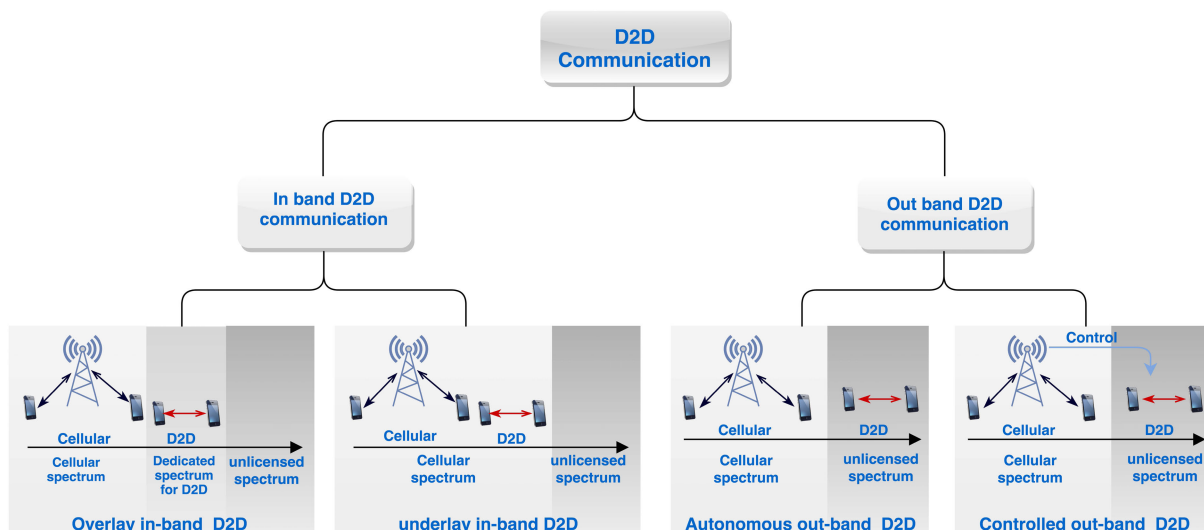 D2D
Communication
In band D2D
communication
Out band D2D
communication
Cellular
D2D
Cellular
spectrum
Dedicated
spectrum
for D2D
unlicensed
spectrum
Overlay in-band D2D
Cellular
D2D
Cellular
spectrum
unlicensed
spectrum
underlay in-band D2D
Cellular
D2D
Cellular
spectrum
unlicensed
spectrum
Autonomous out-band D2D
Control
Cellular
D2D
Cellular
spectrum
unlicensed
spectrum
Controlled out-band D2D